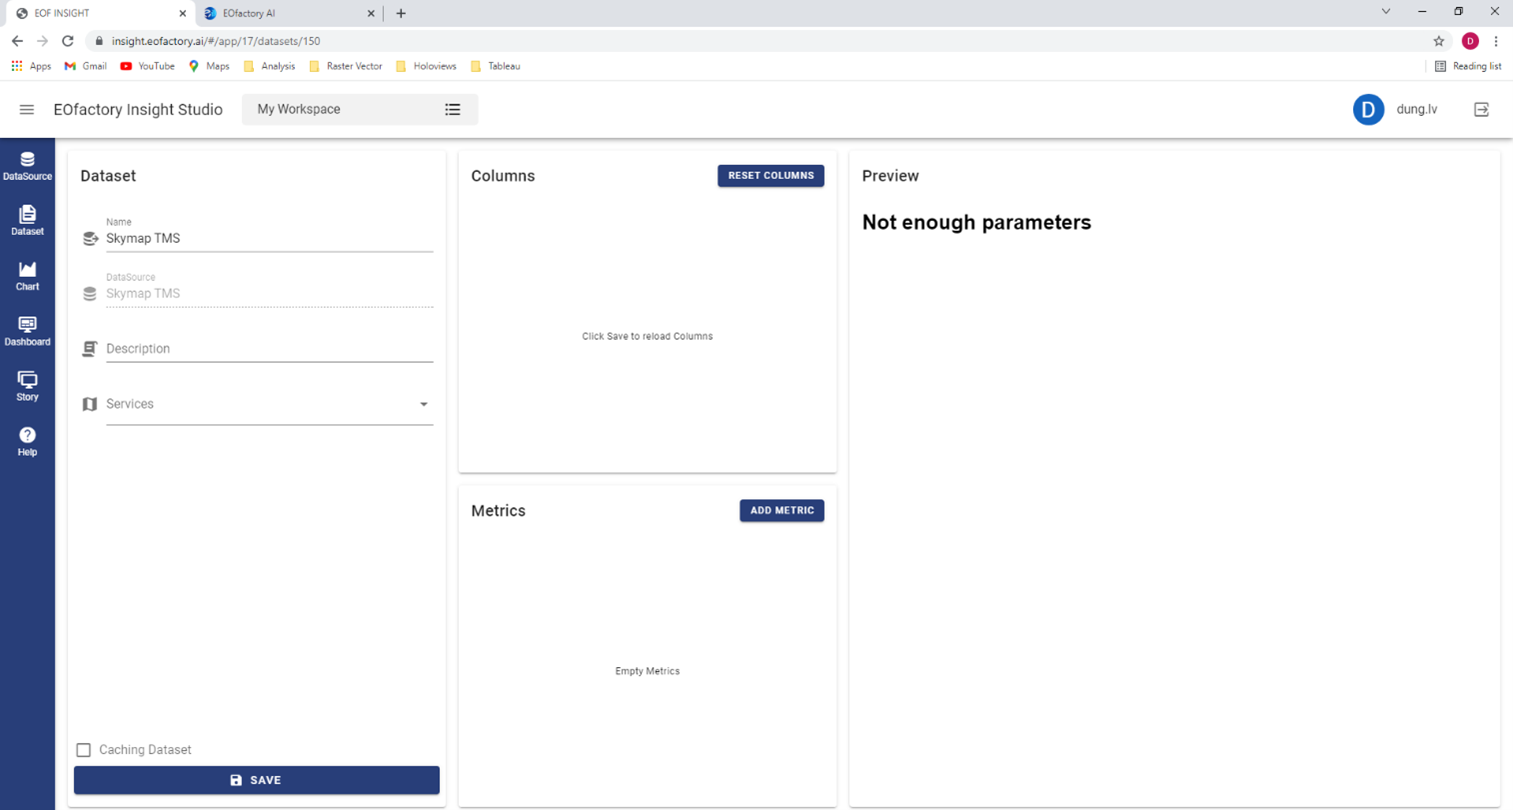 EOF INSIGHT
EOfactory AI
insight.eofactory.ai/#/app/17/datasets/150
D
Apps Gmail YouTube Maps Analysis Raster Vector Holoviews Tableau Reading list
EOfactory Insight Studio My Workspace D dung.lv
DataSource
Dataset
Chart
Dashboard
Story
Help
Dataset
Name
Skymap TMS
DataSource
Skymap TMS
Description
Services
Caching Dataset
SAVE
Columns RESET COLUMNS
Click Save to reload Columns
Metrics ADD METRIC
Empty Metrics
Preview
Not enough parameters